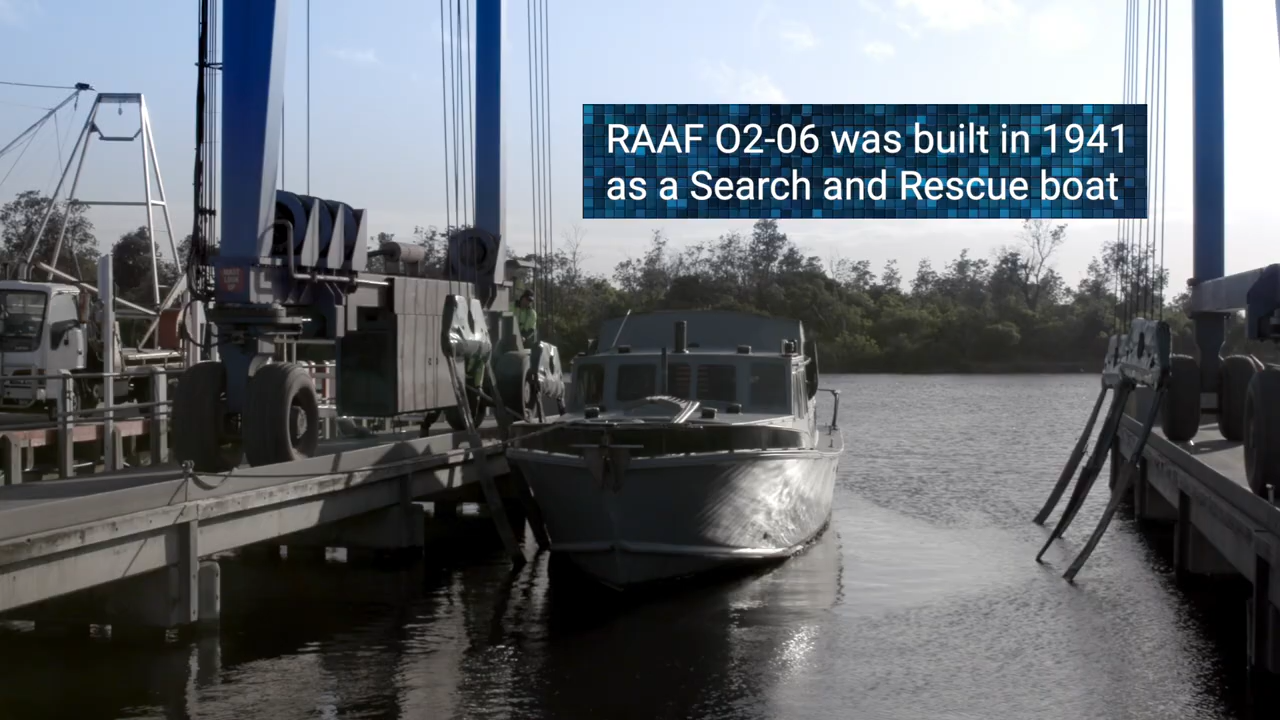 RAAF O2-06 was built in 1941
as a Search and Rescue boat